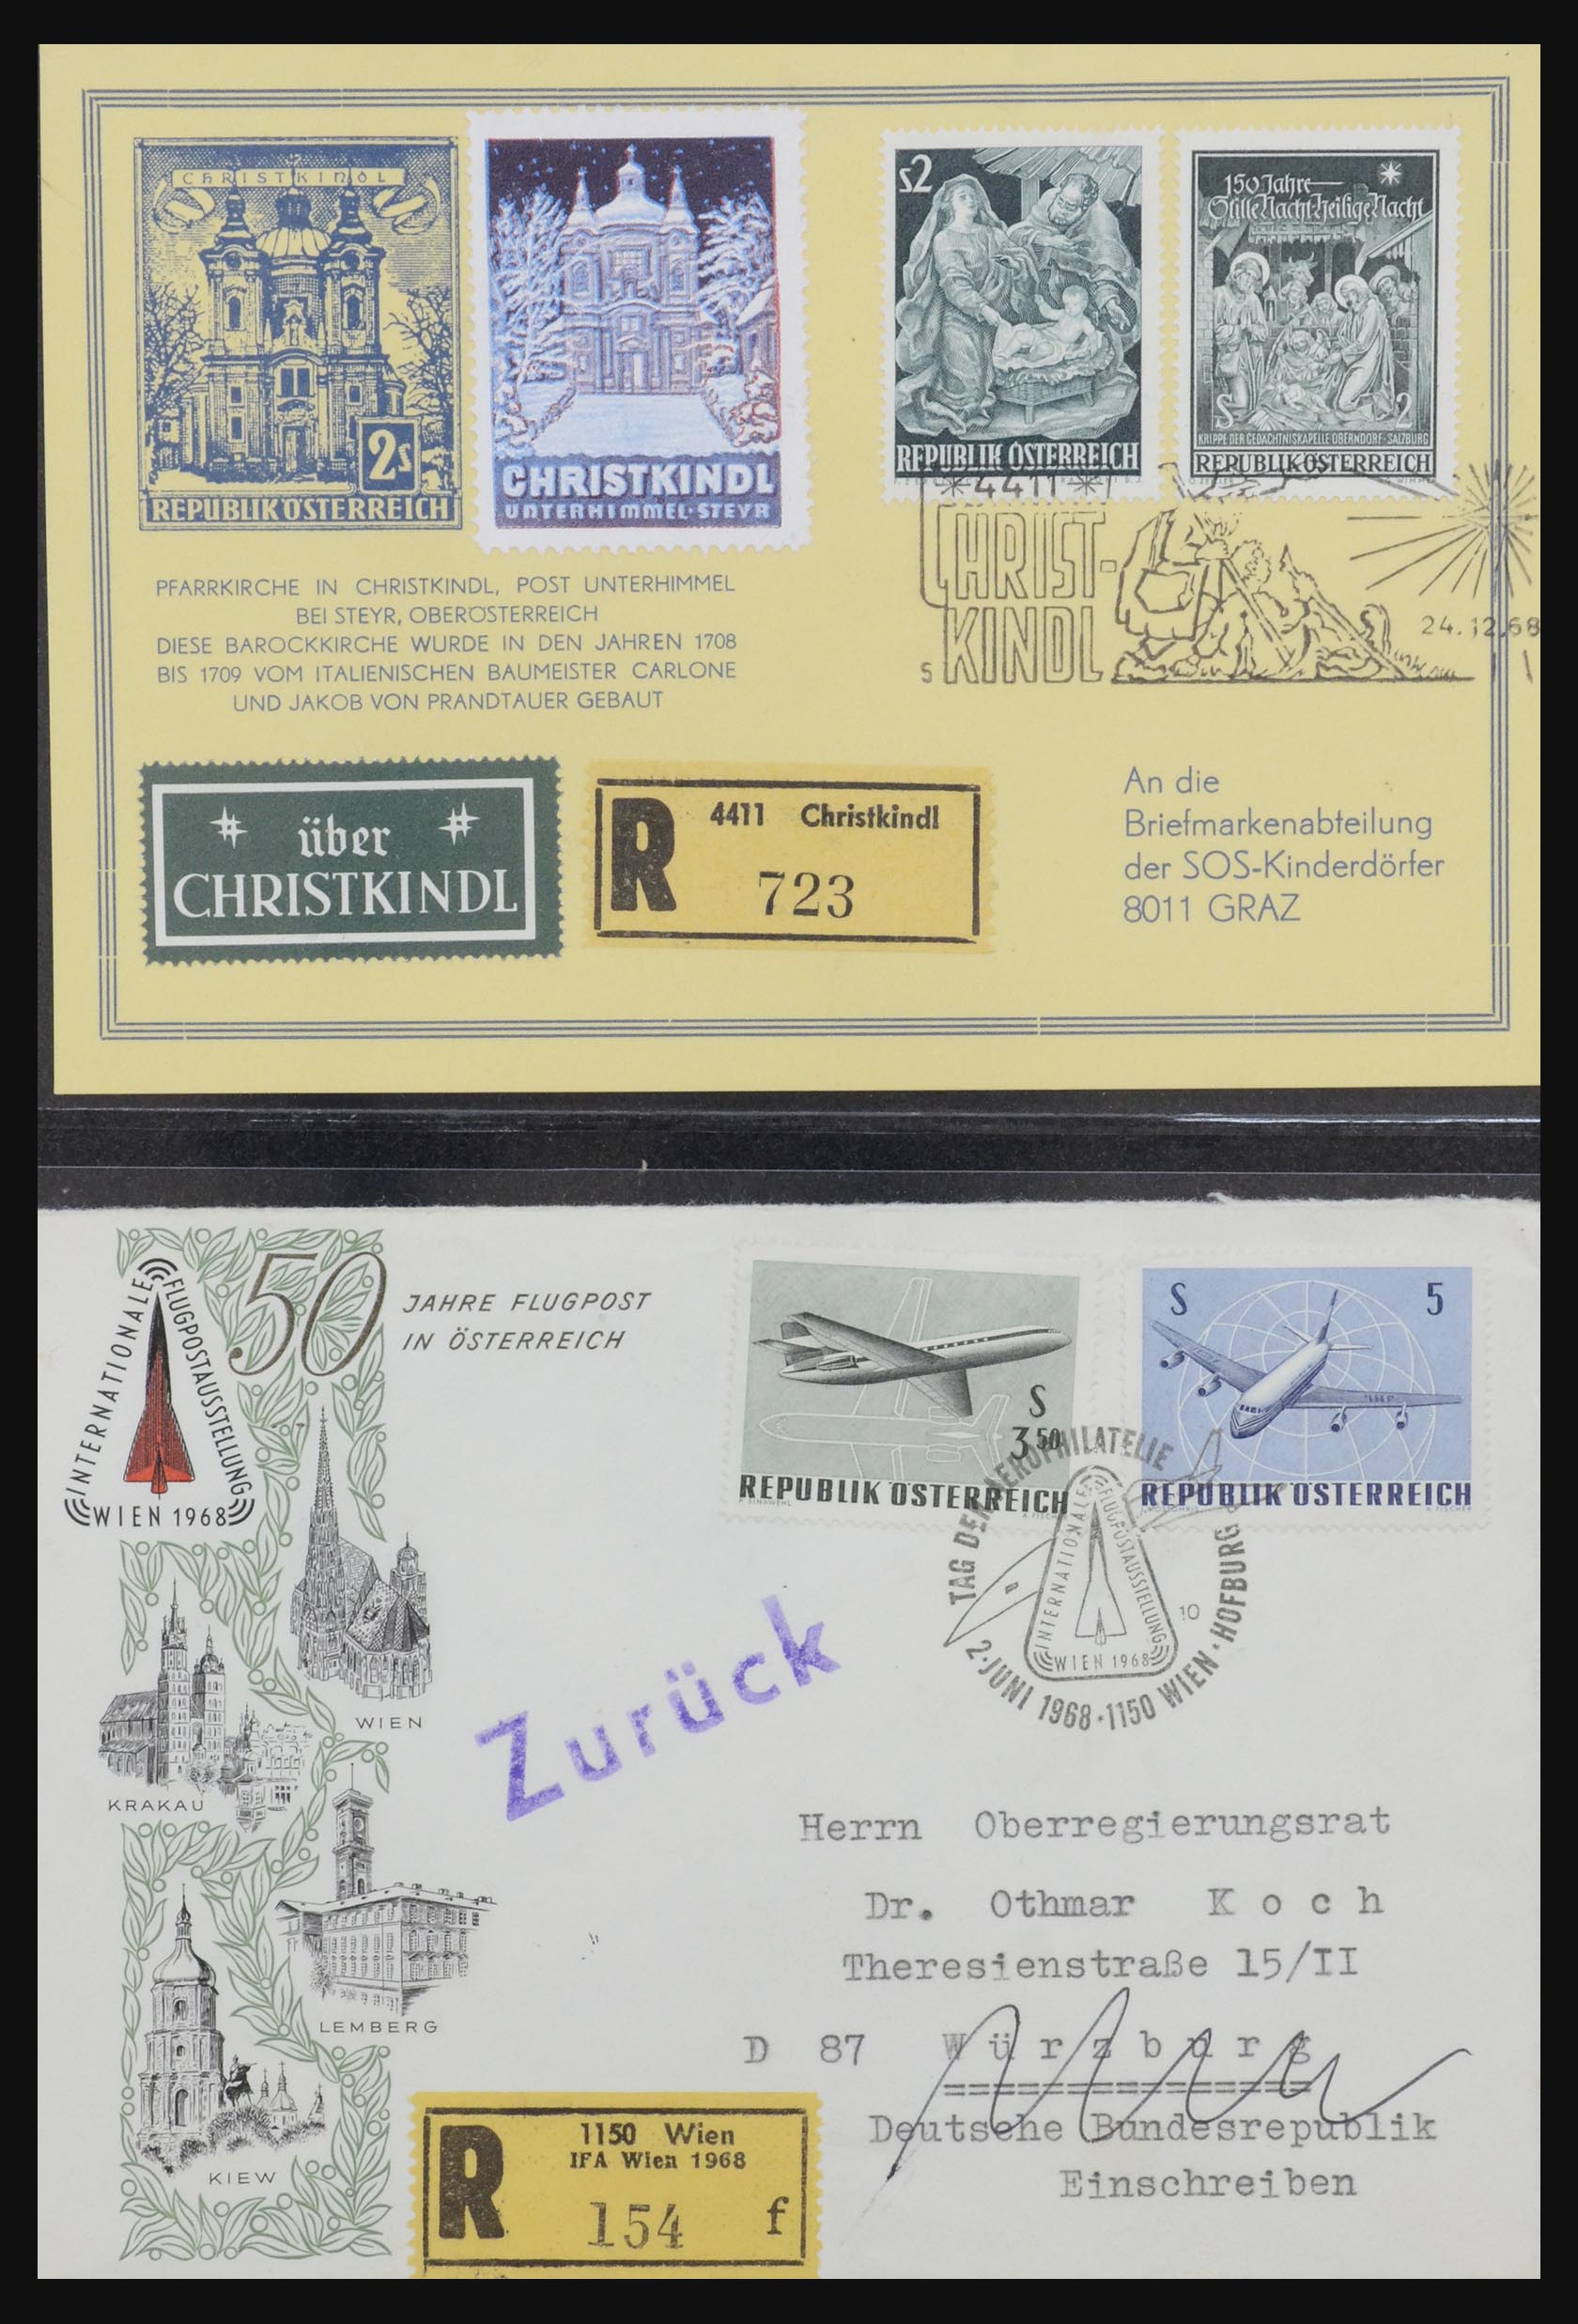 CHRISTKINDL
2s
REPUBLIK ÖSTERREICH
CHRISTKINDL
UNTERHIMMEL-STEYR
s2
REPUBLIK ÖSTERREICH
150 Jahre
Stille Nacht Heilige Nacht
S 2
KRIPPE DER GEDÄCHTNISKAPELLE OBERNDORF-SALZBURG
REPUBLIK ÖSTERREICH
4411
CHRIST-
KINDL
24.12.68
s
PFARRKIRCHE IN CHRISTKINDL, POST UNTERHIMMEL
BEI STEYR, OBERÖSTERREICH
DIESE BAROCKKIRCHE WURDE IN DEN JAHREN 1708
BIS 1709 VOM ITALIENISCHEN BAUMEISTER CARLONE
UND JAKOB VON PRANDTAUER GEBAUT
über
CHRISTKINDL
R 4411 Christkindl
723
An die
Briefmarkenabteilung
der SOS-Kinderdörfer
8011 GRAZ
INTERNATIONALE FLUGPOSTAUSSTELLUNG
WIEN 1968
50 JAHRE FLUGPOST
IN ÖSTERREICH
S
350
REPUBLIK ÖSTERREICH
S 5
REPUBLIK ÖSTERREICH
TAG DER AEROPHILATELIE
INTERNATIONALE FLUGPOSTAUSSTELLUNG
WIEN 1968
10
2. JUNI 1968 · 1150 WIEN · HOFBURG
Zurück
WIEN
KRAKAU
LEMBERG
KIEW
Herrn Oberregierungsrat
Dr. Othmar K o c h
Theresienstraße 15/II
D 87 W ü r z b u r g
Deutsche Bundesrepublik
Einschreiben
R 1150 Wien
IFA Wien 1968
154 f